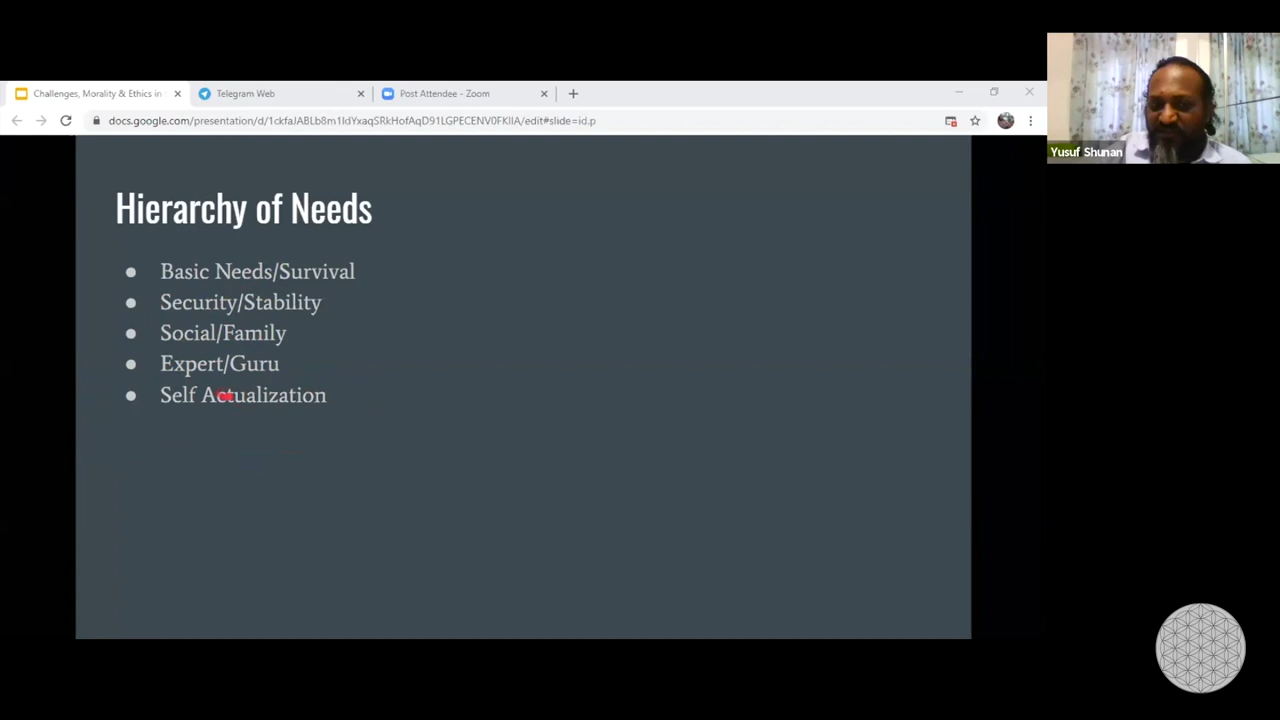 Challenges, Morality & Ethics in
Telegram Web
Post Attendee - Zoom
docs.google.com/presentation/d/1ckfaJABLb8m1IdYxaqSRkHofAqD91LGPECENV0FKIIA/edit#slide=id.p
Yusuf Shunan
Hierarchy of Needs
Basic Needs/Survival
Security/Stability
Social/Family
Expert/Guru
Self Actualization